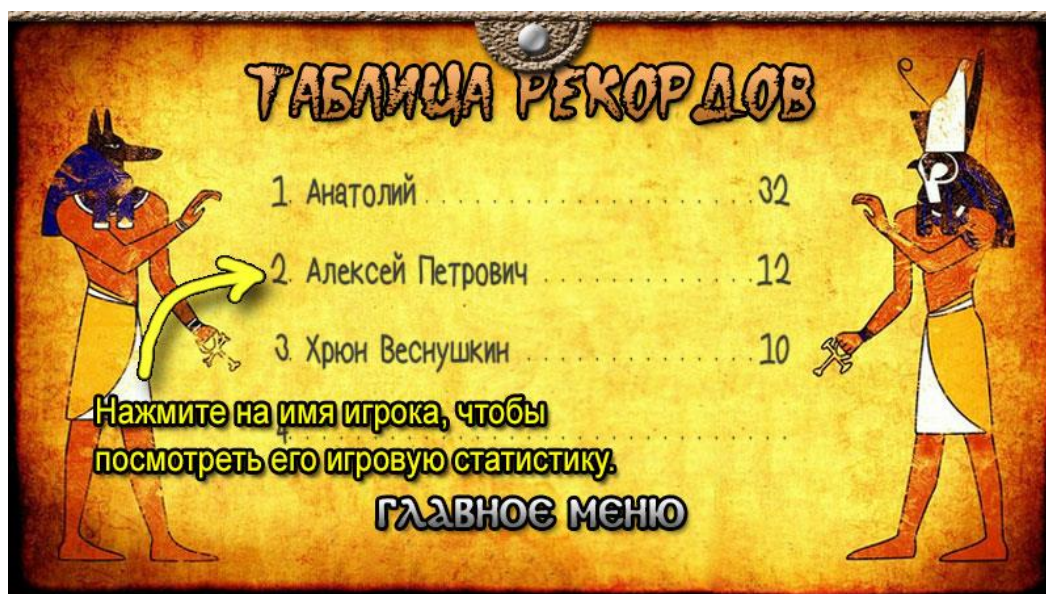 ТАБЛИЦА РЕКОРДОВ
1. Анатолий . . . . . . . . . . . . . . . . . . . . 32
2. Алексей Петрович . . . . . . . . . . . . . 12
3. Хрюн Веснушкин . . . . . . . . . . . . . . 10
Нажмите на имя игрока, чтобы
4. . . . . . . . . . . . . . . . . . . . . . . . . . . . .
посмотреть его игровую статистику.
ГЛАВНОЕ МЕНЮ